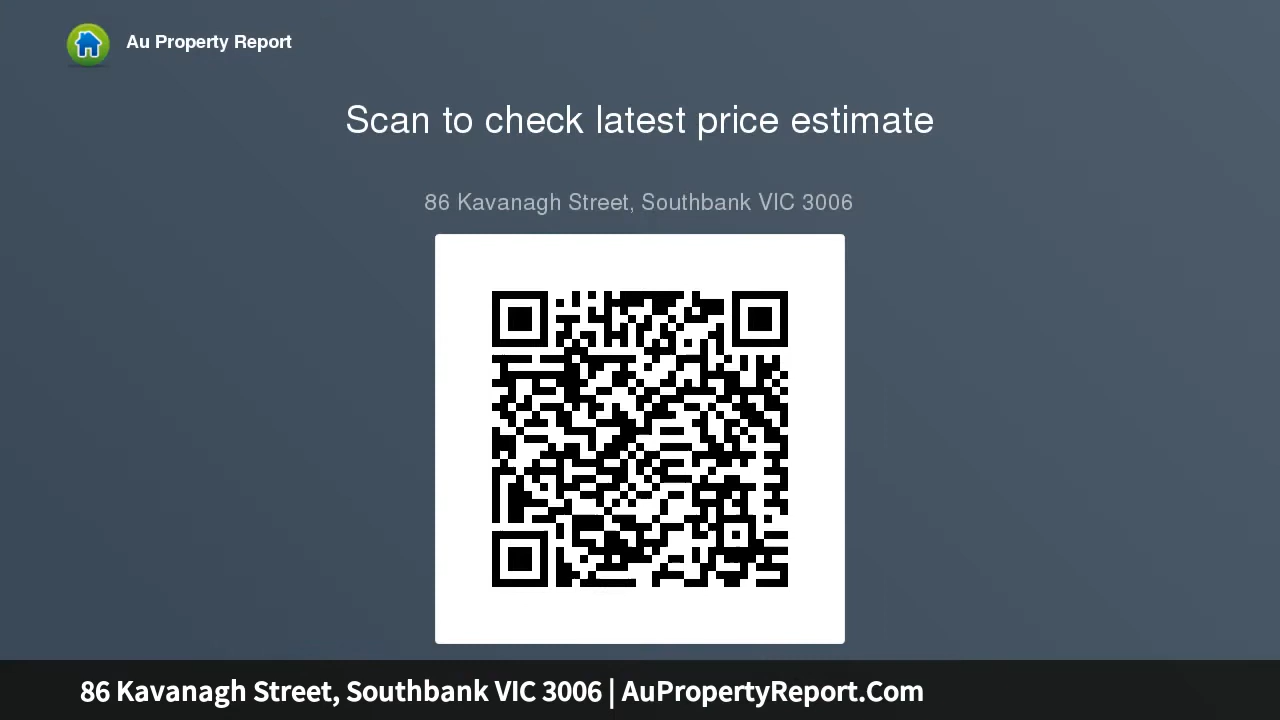 Au Property Report
Scan to check latest price estimate
86 Kavanagh Street, Southbank VIC 3006
86 Kavanagh Street, Southbank VIC 3006 | AuPropertyReport.Com